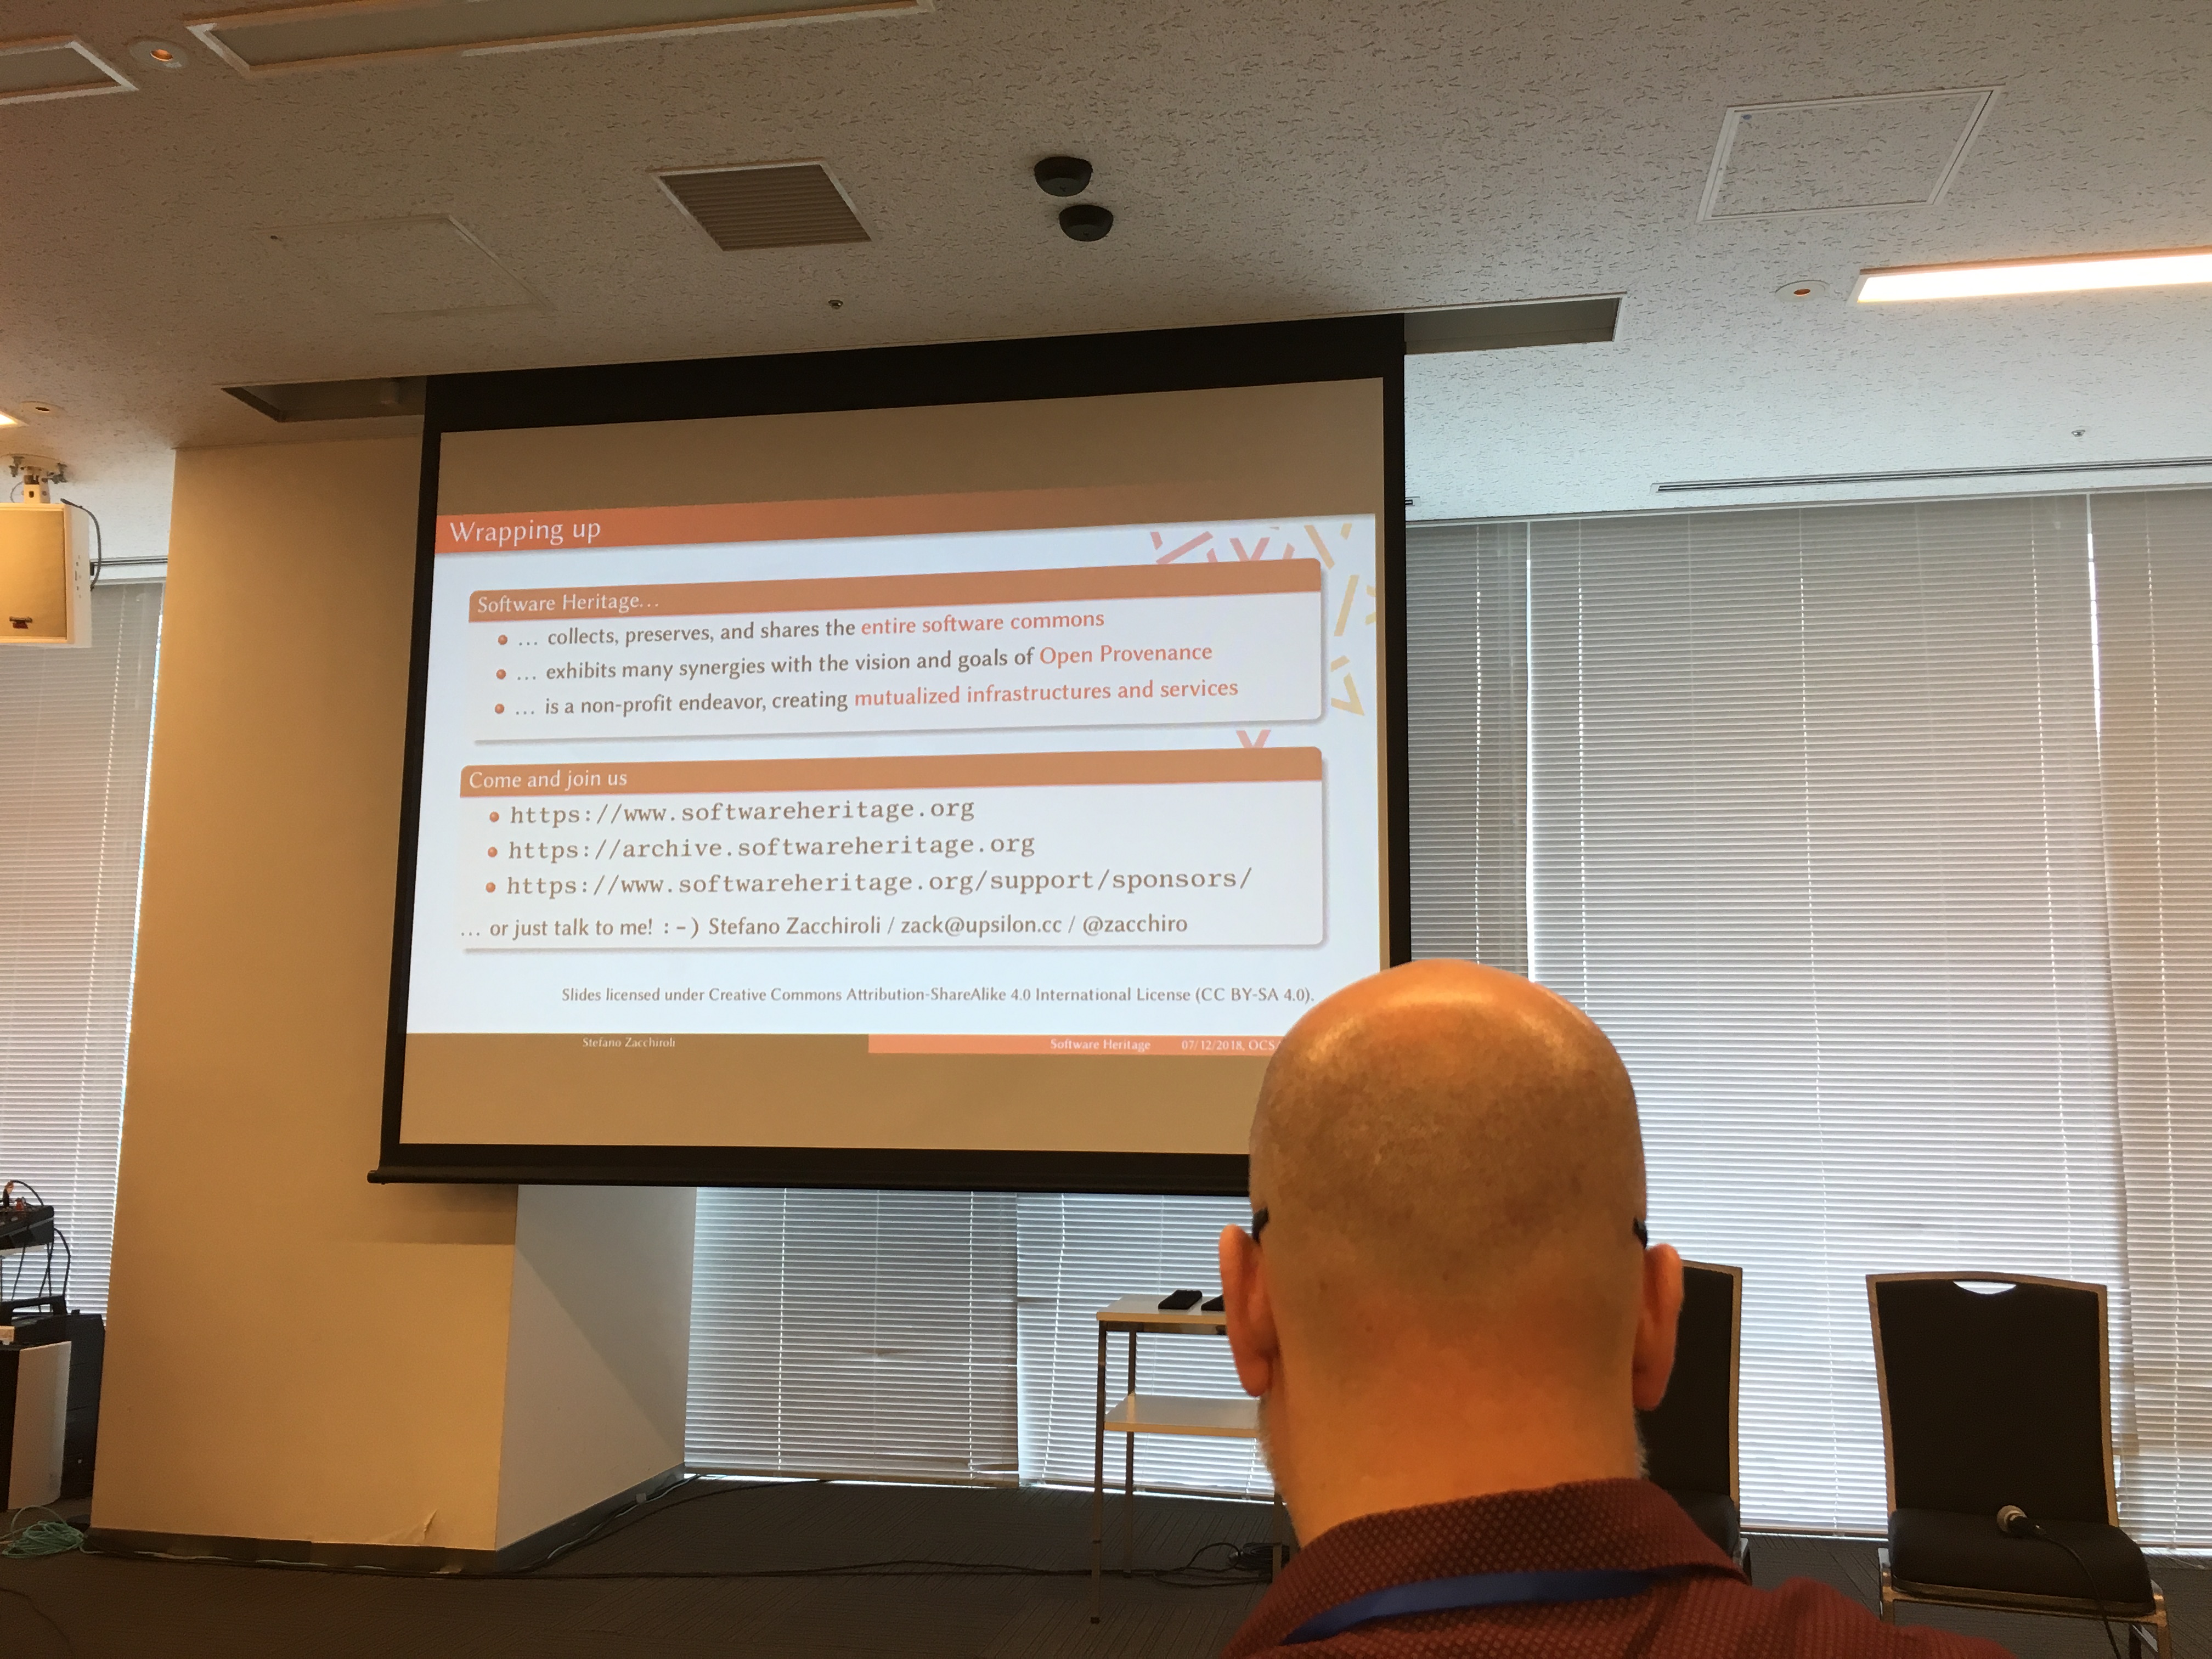 Wrapping up
Software Heritage...
... collects, preserves, and shares the entire software commons
... exhibits many synergies with the vision and goals of Open Provenance
... is a non-profit endeavor, creating mutualized infrastructures and services
Come and join us
https://www.softwareheritage.org
https://archive.softwareheritage.org
https://www.softwareheritage.org/support/sponsors/
... or just talk to me! :-) Stefano Zacchiroli / zack@upsilon.cc / @zacchiro
Slides licensed under Creative Commons Attribution-ShareAlike 4.0 International License (CC BY-SA 4.0).
Stefano Zacchiroli Software Heritage 07/12/2018, OCS